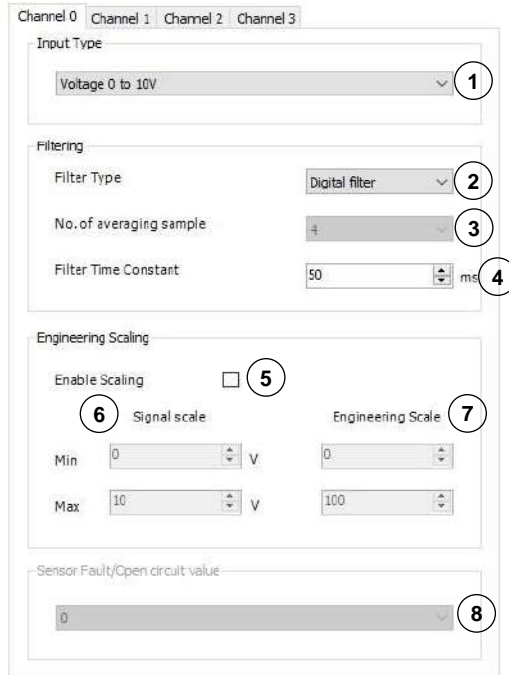 Channel 0 Channel 1 Channel 2 Channel 3
Input Type
Voltage 0 to 10V 1
Filtering
Filter Type Digital filter 2
No. of averaging sample 4 3
Filter Time Constant 50 ms 4
Engineering Scaling
Enable Scaling 5
6 Signal scale Engineering Scale 7
Min 0 V 0
Max 10 V 100
Sensor Fault/Open circuit value
0 8